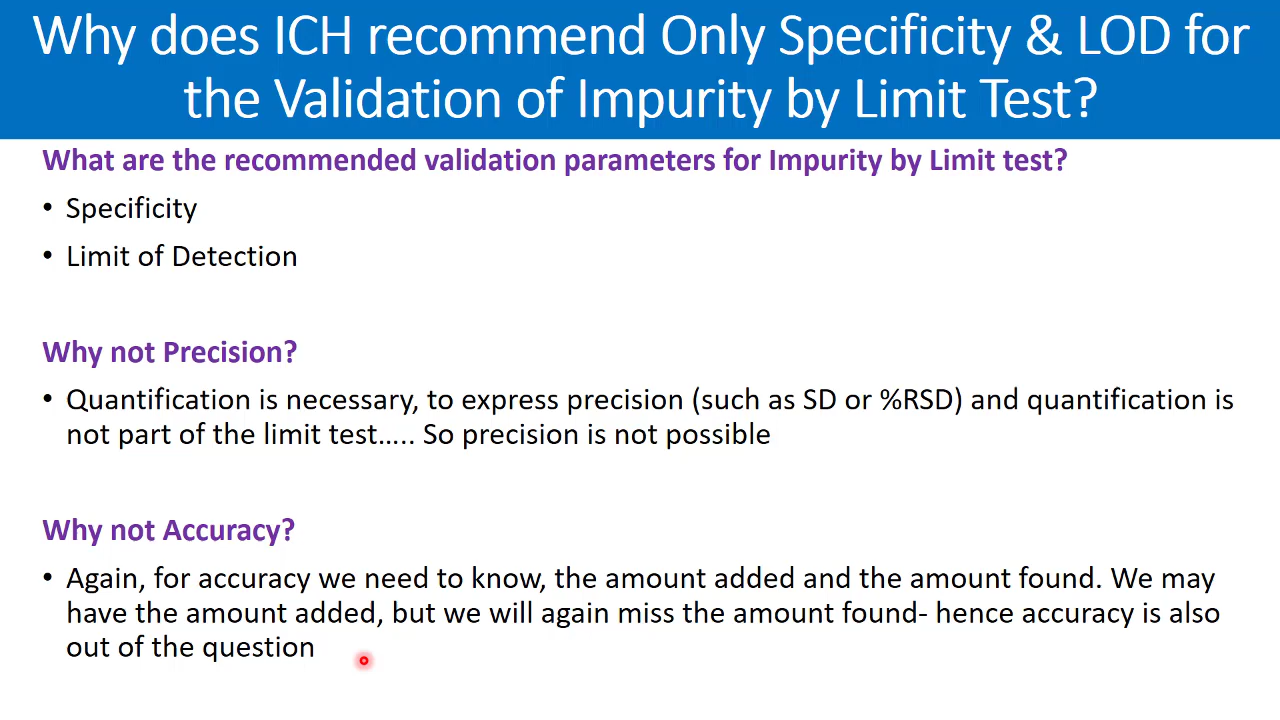 Why does ICH recommend Only Specificity & LOD for
the Validation of Impurity by Limit Test?
What are the recommended validation parameters for Impurity by Limit test?
• Specificity
• Limit of Detection
Why not Precision?
• Quantification is necessary, to express precision (such as SD or %RSD) and quantification is
not part of the limit test….. So precision is not possible
Why not Accuracy?
• Again, for accuracy we need to know, the amount added and the amount found. We may
have the amount added, but we will again miss the amount found- hence accuracy is also
out of the question